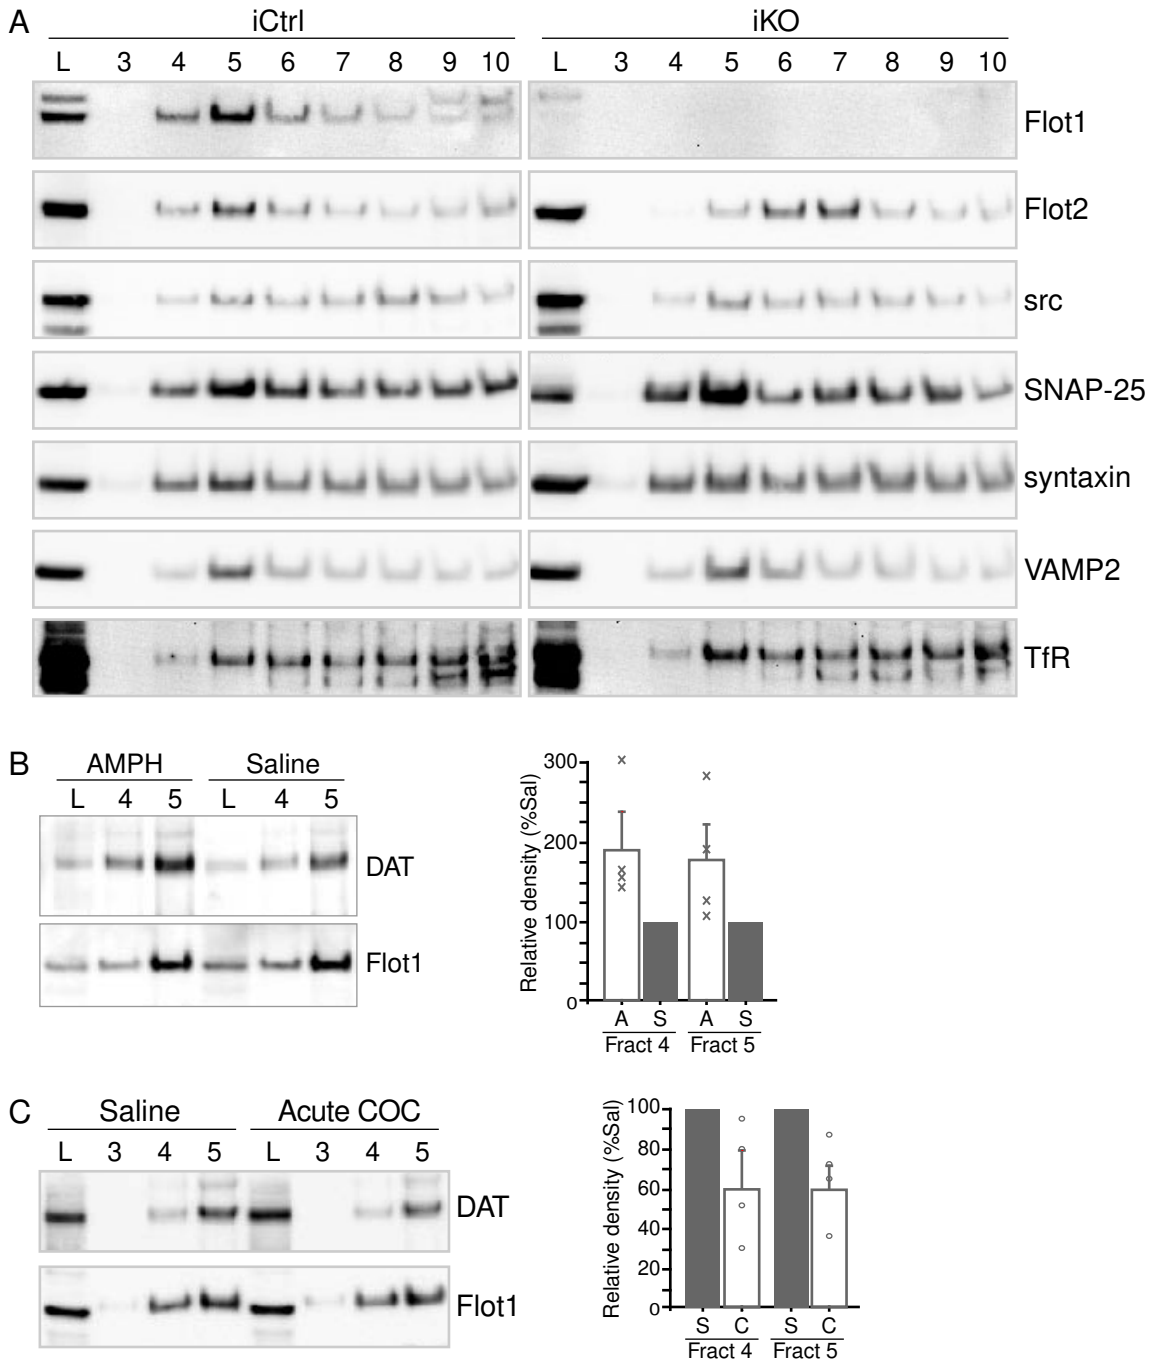 A
iCtrl iKO
L 3 4 5 6 7 8 9 10 L 3 4 5 6 7 8 9 10
Flot1
Flot2
src
SNAP-25
syntaxin
VAMP2
TfR
B
AMPH Saline
L 4 5 L 4 5
DAT
Flot1
Relative density (%Sal)
300
200
100
0
A S A S
Fract 4 Fract 5
C
Saline Acute COC
L 3 4 5 L 3 4 5
DAT
Flot1
Relative density (%Sal)
100
80
60
40
20
0
S C S C
Fract 4 Fract 5